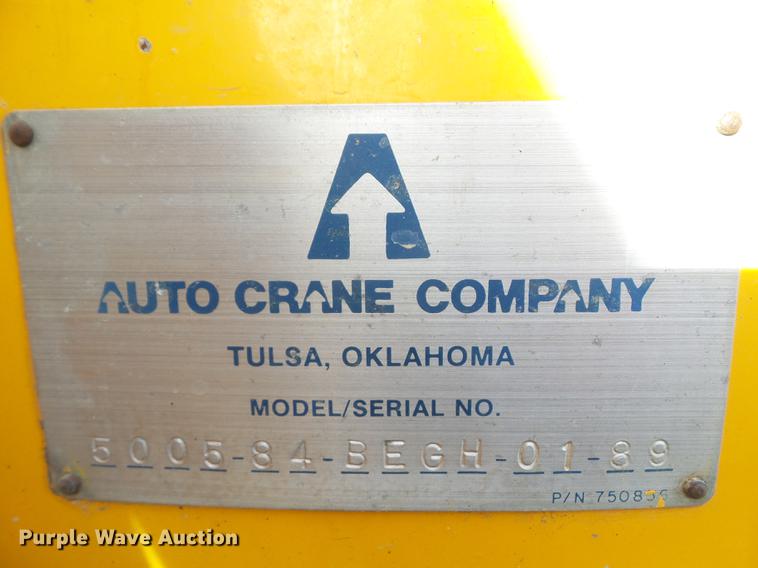 AUTO CRANE COMPANY
TULSA, OKLAHOMA
MODEL/SERIAL NO.
5005-84-BEGH-01-89
P/N
Purple Wave Auction